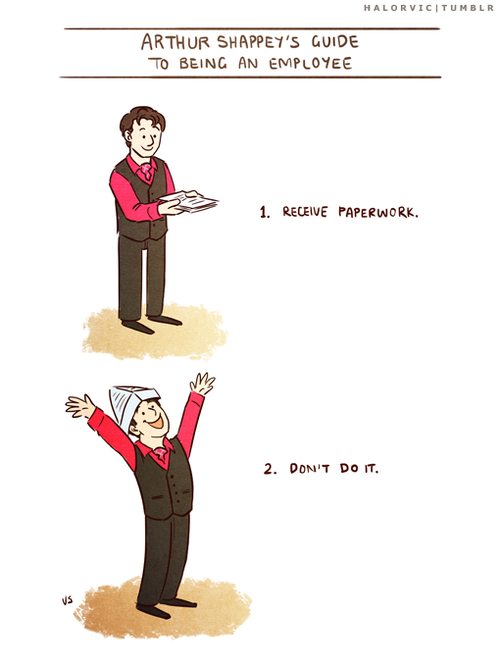 HALORVIC|TUMBLR
ARTHUR SHAPPEY'S GUIDE
TO BEING AN EMPLOYEE
1. RECEIVE PAPERWORK.
2. DON'T DO IT.
VS